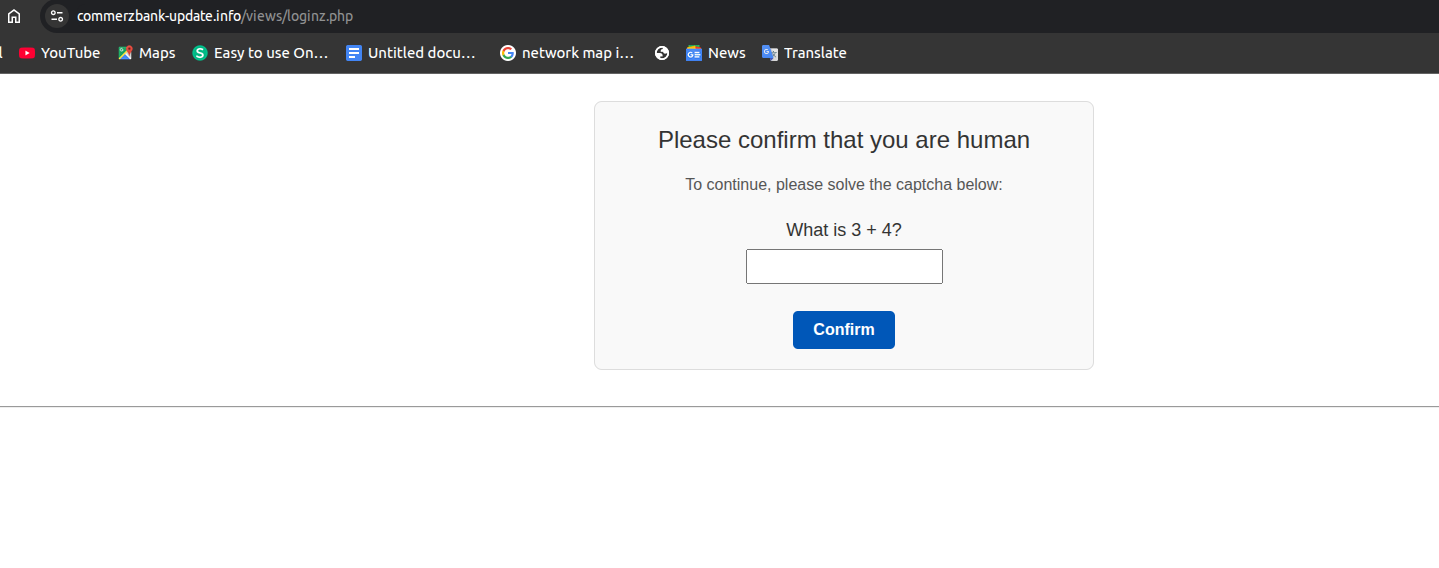 commerzbank-update.info/views/loginz.php
YouTube Maps Easy to use On... Untitled docu... network map i... News Translate
Please confirm that you are human
To continue, please solve the captcha below:
What is 3 + 4?
Confirm